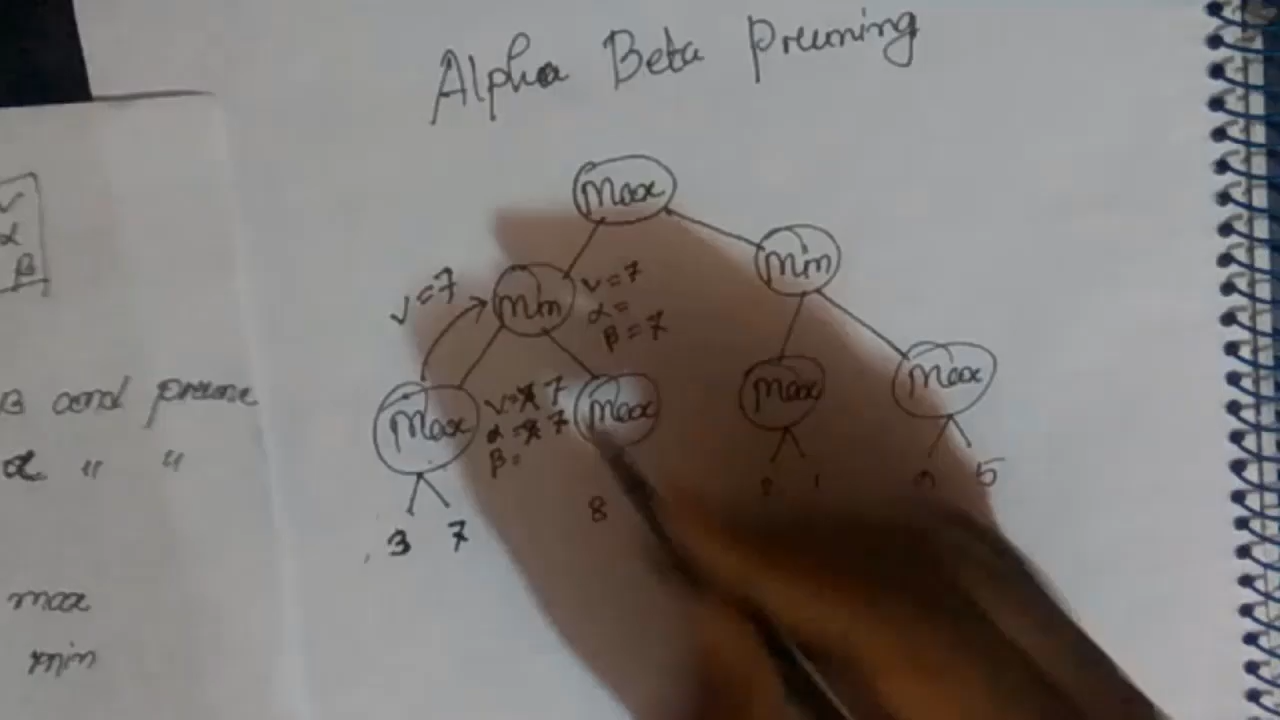 Alpha Beta Pruning
v
α
β
Max
Min
v=7
Min
v=7
α=
β=7
Max
Max
v= 7
α= 7
β=
Max
Max
3 7
8
5
β and prune
α " "
max
min